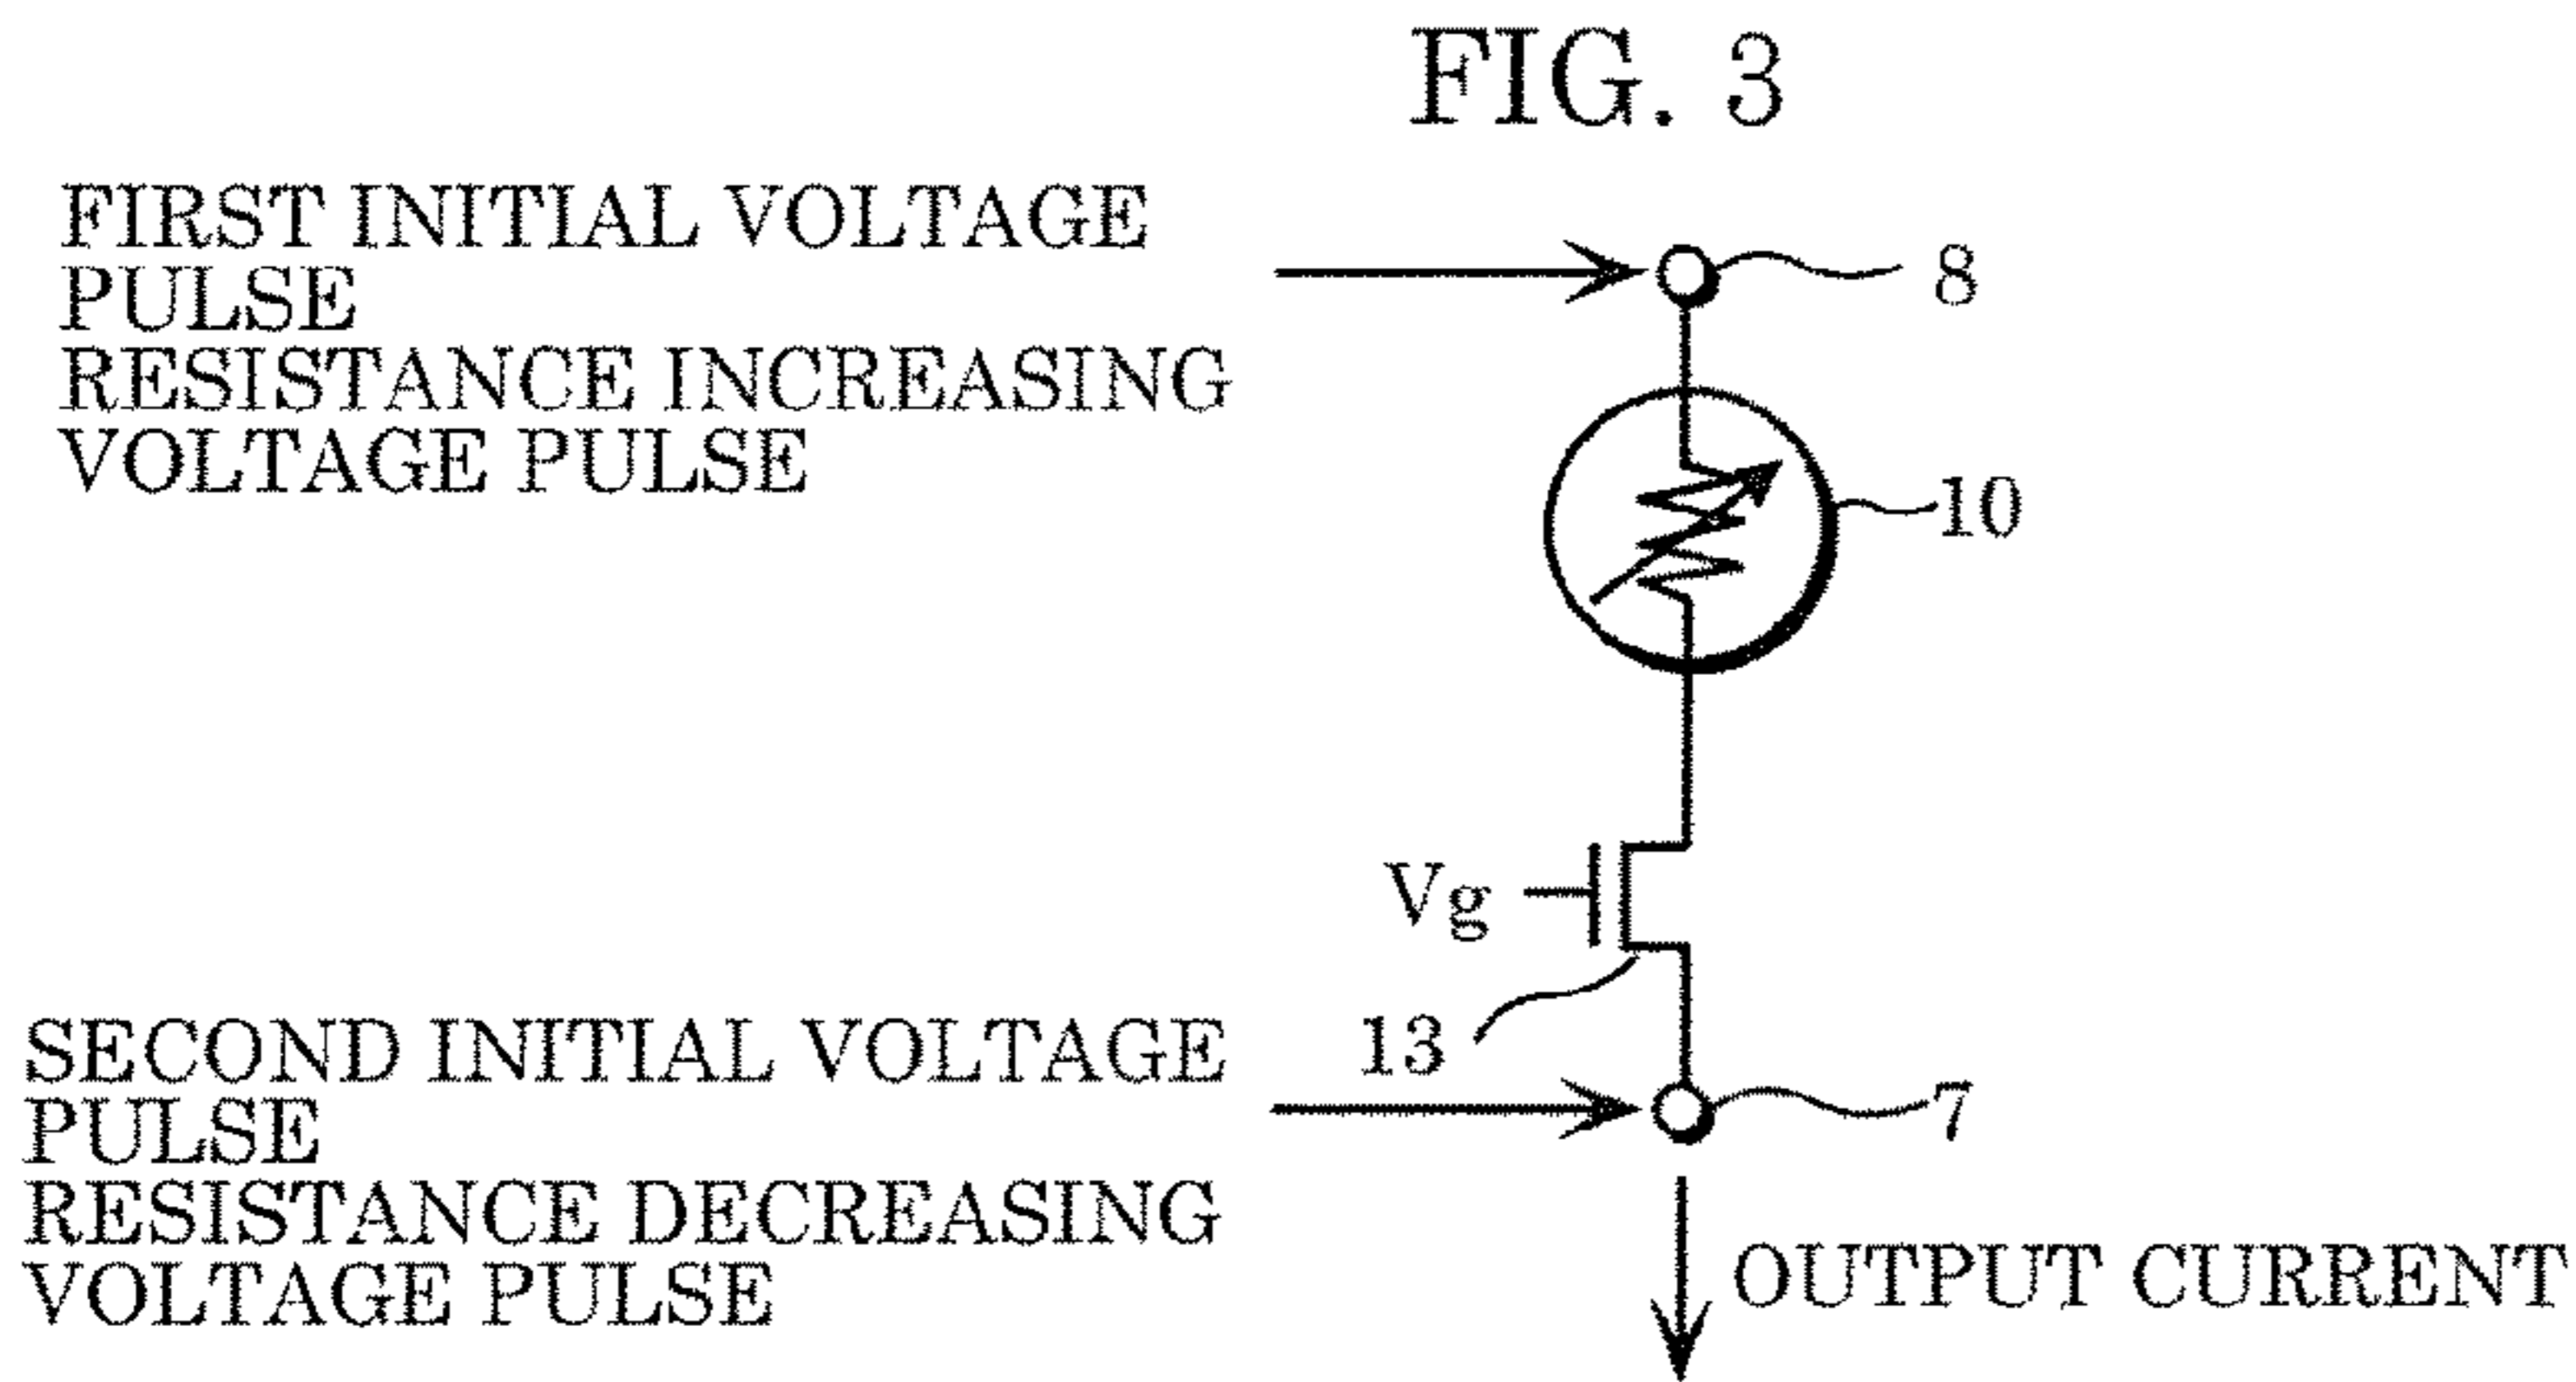 FIG. 3
FIRST INITIAL VOLTAGE
PULSE
RESISTANCE INCREASING
VOLTAGE PULSE
8
10
Vg
13
SECOND INITIAL VOLTAGE
PULSE
RESISTANCE DECREASING
VOLTAGE PULSE
7
OUTPUT CURRENT